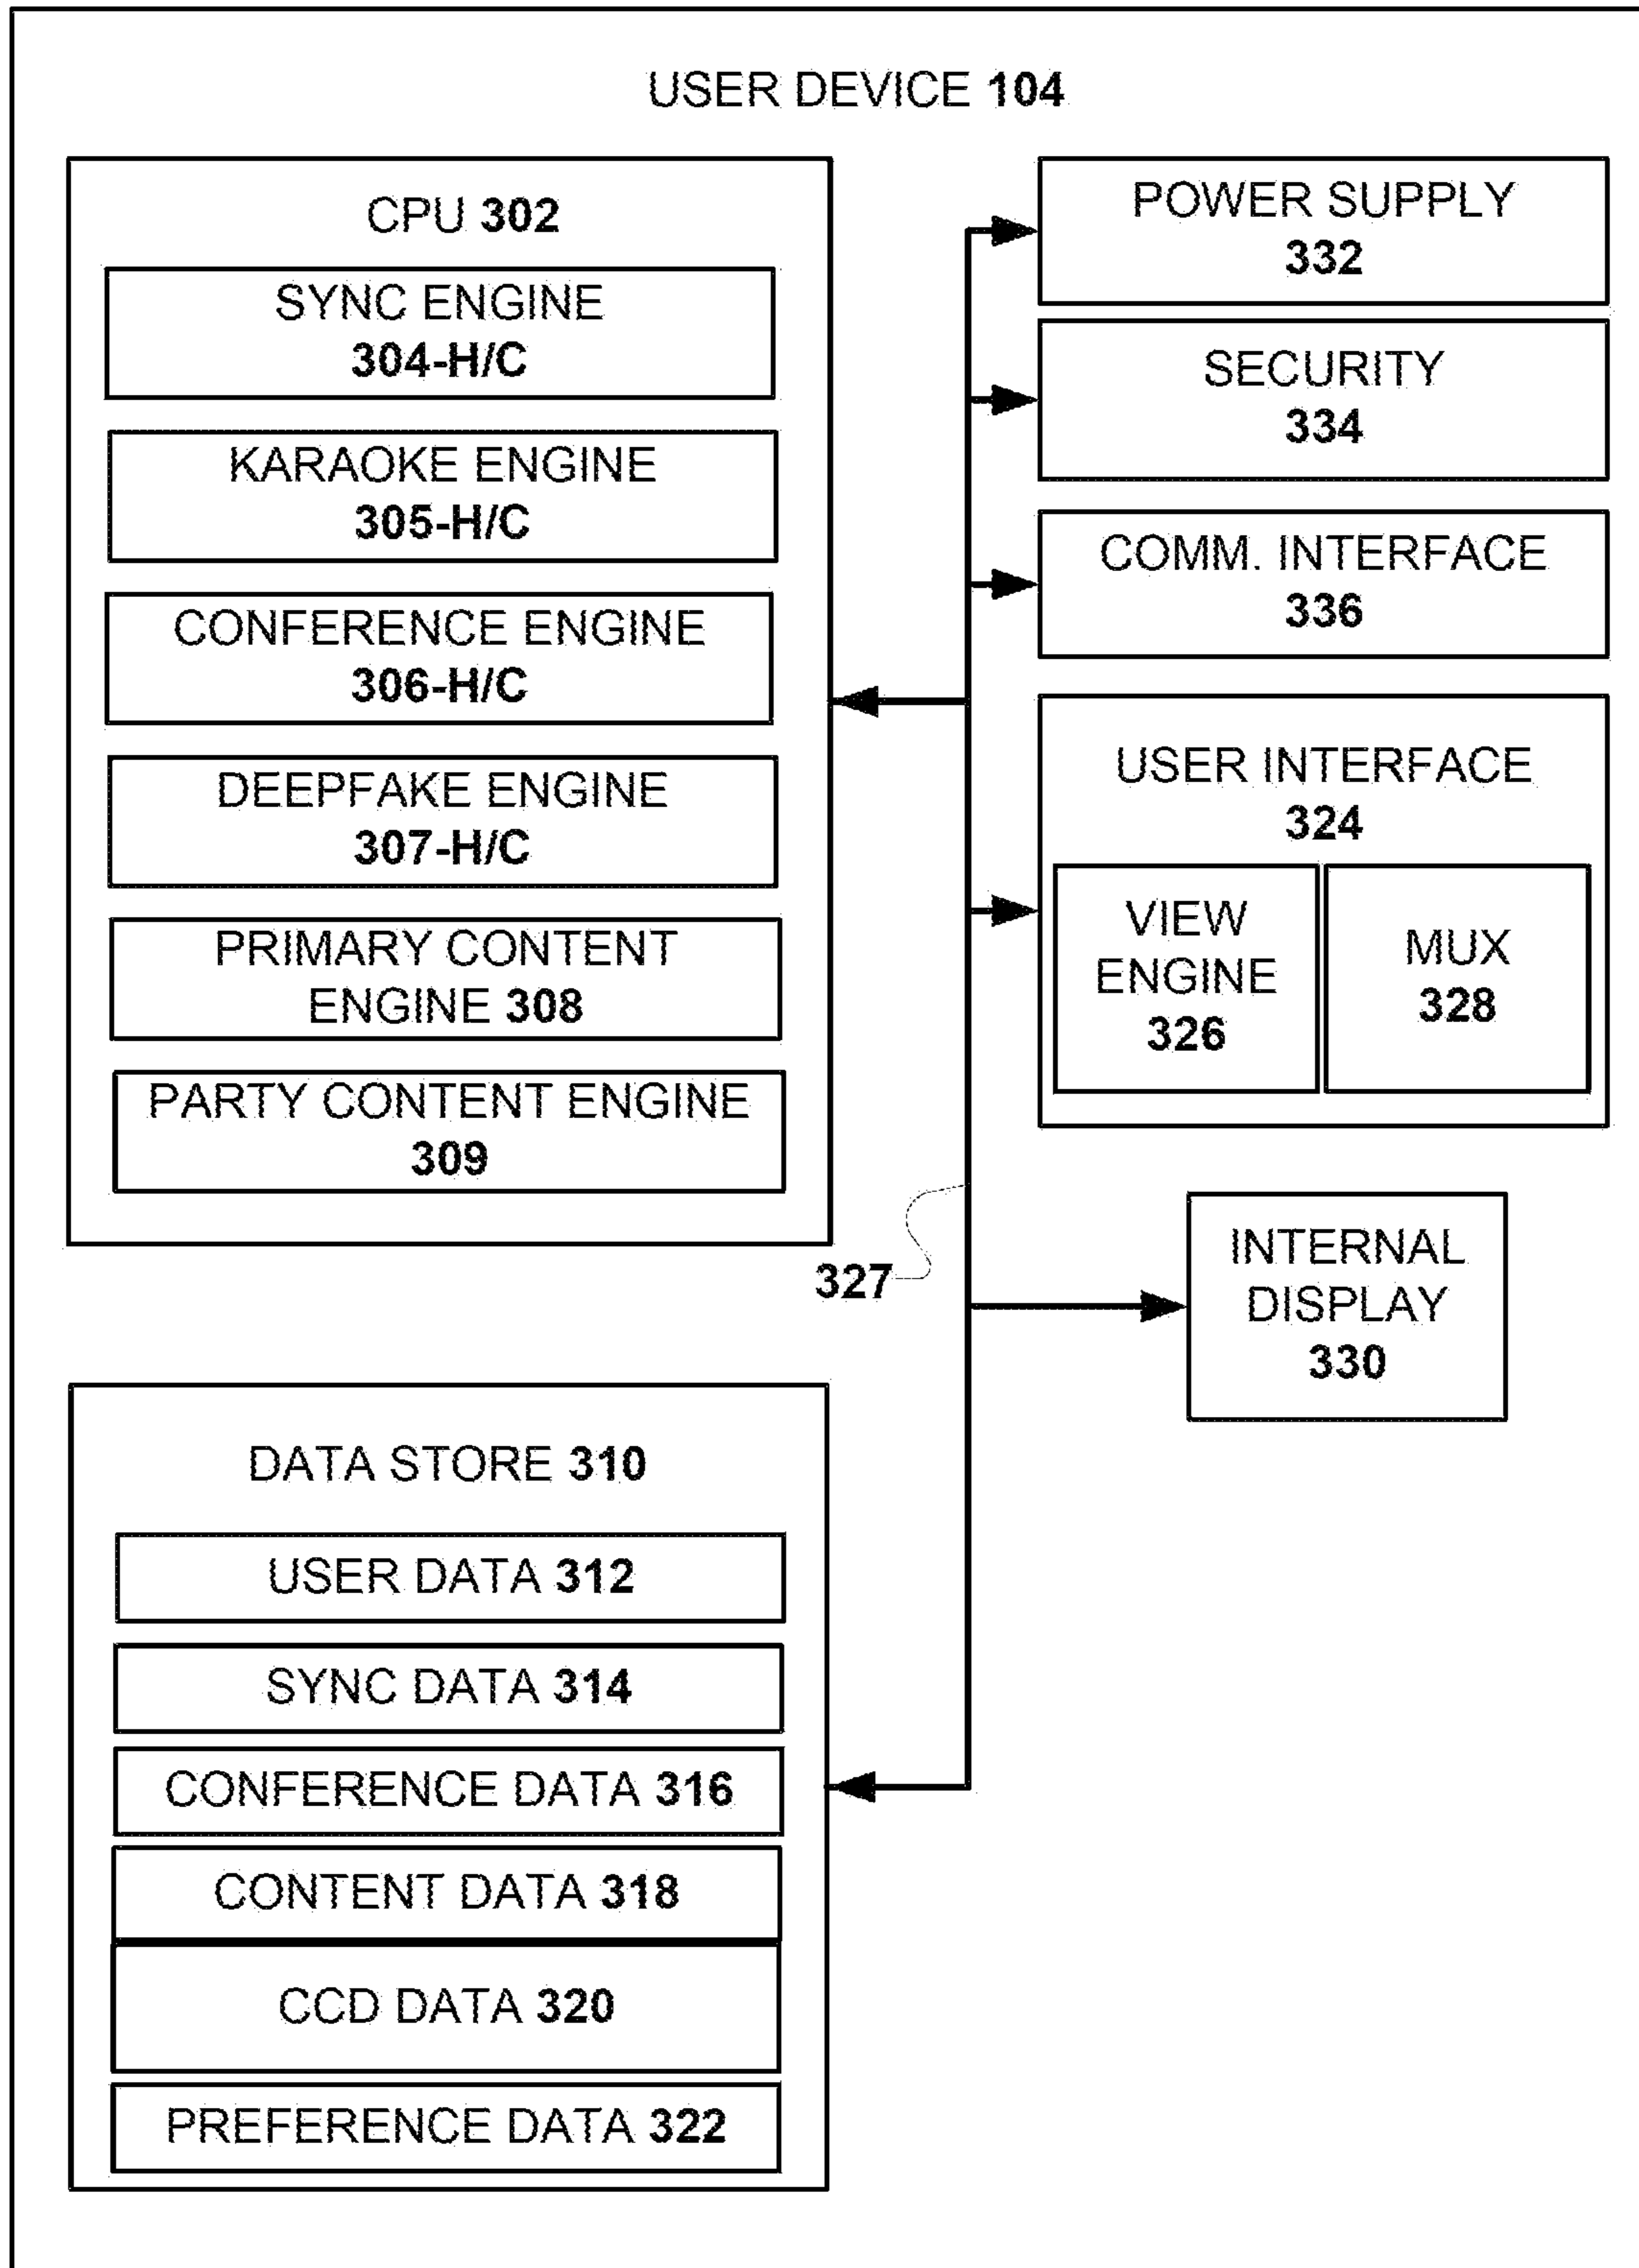 USER DEVICE 104
CPU 302
SYNC ENGINE
304-H/C
KARAOKE ENGINE
305-H/C
CONFERENCE ENGINE
306-H/C
DEEPFAKE ENGINE
307-H/C
PRIMARY CONTENT
ENGINE 308
PARTY CONTENT ENGINE
309
POWER SUPPLY
332
SECURITY
334
COMM. INTERFACE
336
USER INTERFACE
324
VIEW
ENGINE
326
MUX
328
327
INTERNAL
DISPLAY
330
DATA STORE 310
USER DATA 312
SYNC DATA 314
CONFERENCE DATA 316
CONTENT DATA 318
CCD DATA 320
PREFERENCE DATA 322